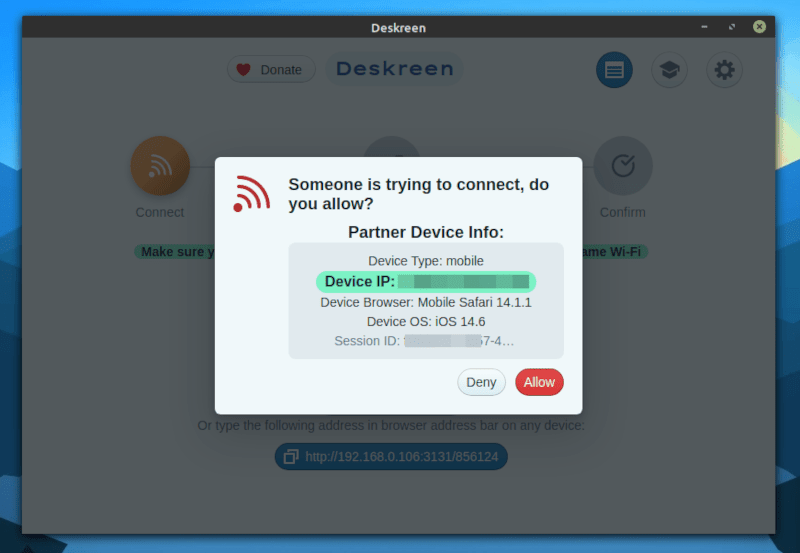 Deskreen
Donate
Deskreen
Connect
Confirm
Make sure y
ame Wi-Fi
Someone is trying to connect, do
you allow?
Partner Device Info:
Device Type: mobile
Device IP:
Device Browser: Mobile Safari 14.1.1
Device OS: iOS 14.6
Session ID: 57-4…
Deny
Allow
Or type the following address in browser address bar on any device:
http://192.168.0.106:3131/856124